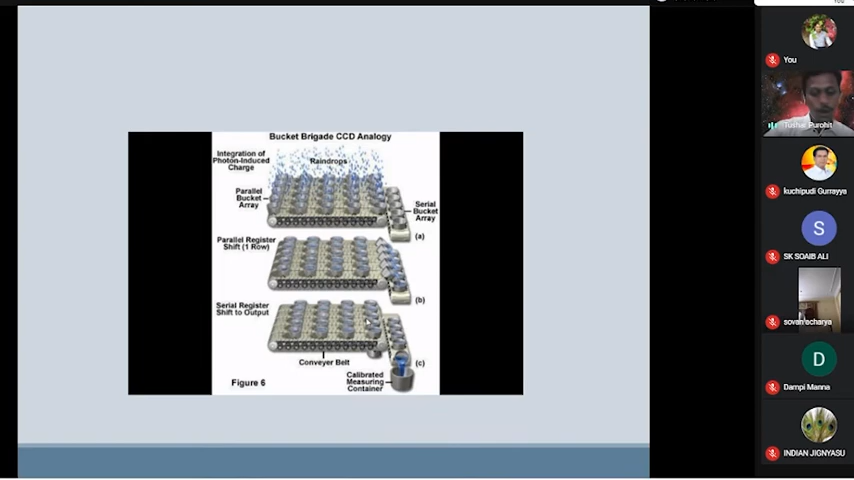 Bucket Brigade CCD Analogy
Integration of
Photon-Induced
Charge
Raindrops
Parallel
Bucket
Array
Serial
Bucket
Array
(a)
Parallel Register
Shift (1 Row)
(b)
Serial Register
Shift to Output
Conveyer Belt
(c)
Calibrated
Measuring
Container
Figure 6
You
Tushar Purohit
kuchipudi Gurrayya
S
SK SOAIB ALI
sovan acharya
D
Dampi Manna
INDIAN JIGNYASU